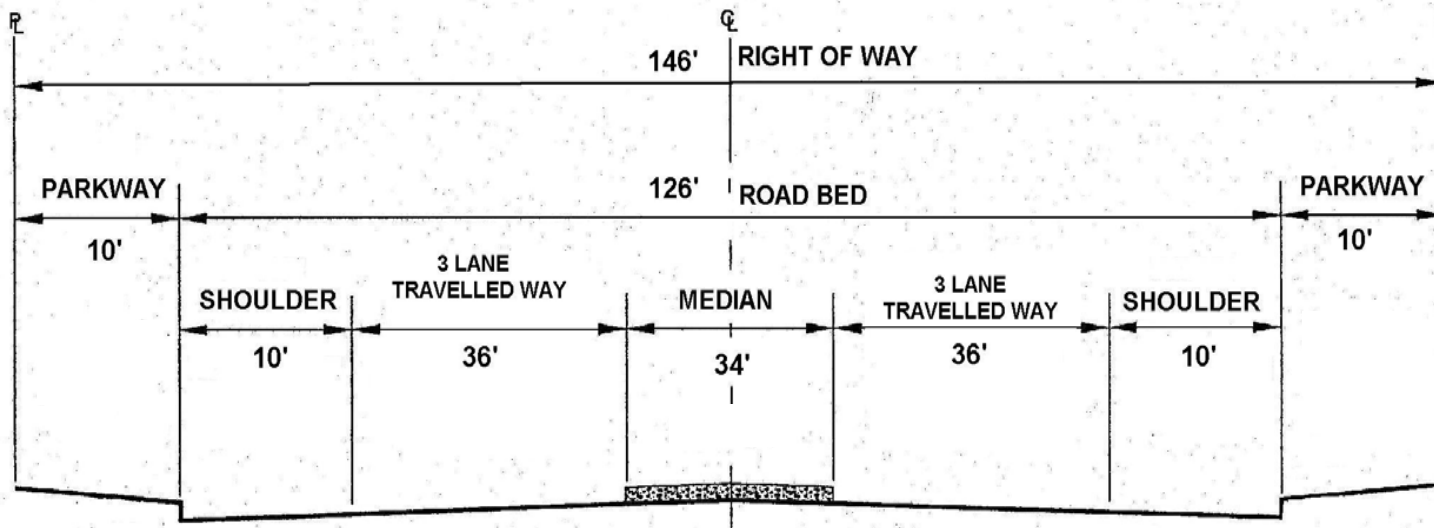 PL
CL
146' RIGHT OF WAY
126' ROAD BED
PARKWAY
10'
PARKWAY
10'
SHOULDER
10'
3 LANE
TRAVELLED WAY
36'
MEDIAN
34'
3 LANE
TRAVELLED WAY
36'
SHOULDER
10'